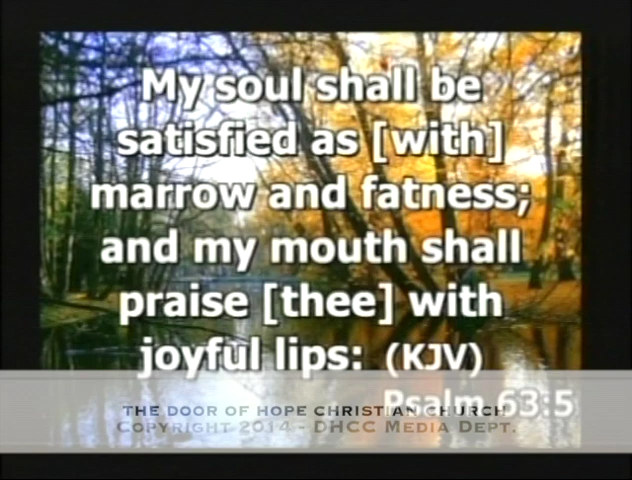 My soul shall be
satisfied as [with]
marrow and fatness;
and my mouth shall
praise [thee] with
joyful lips: (KJV)
Psalm 63:5
THE DOOR OF HOPE CHRISTIAN CHURCH
COPYRIGHT 2014 - DHCC MEDIA DEPT.